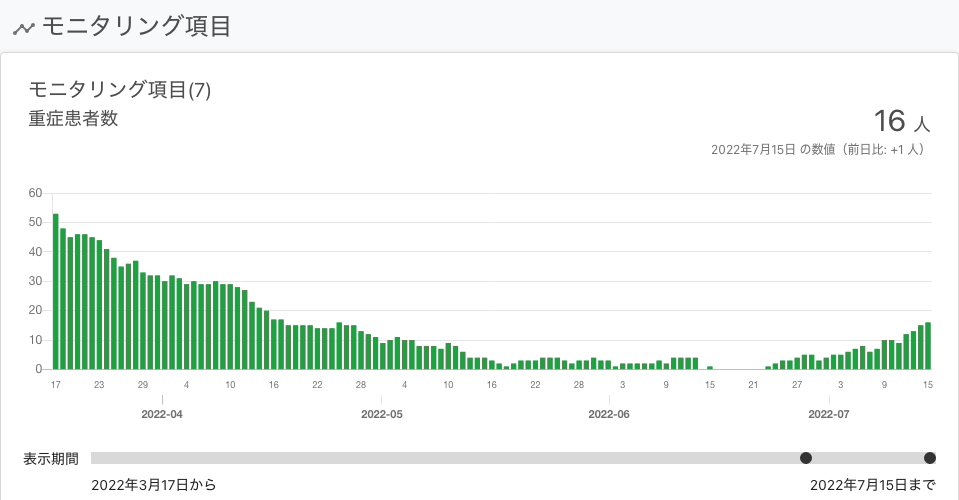 モニタリング項目
モニタリング項目(7)
重症患者数
16 人
2022年7月15日 の数値（前日比: +1 人）
60
50
40
30
20
10
0
17 23 29 4 10 16 22 28 4 10 16 22 28 3 9 15 21 27 3 9 15
2022-04 2022-05 2022-06 2022-07
表示期間
2022年3月17日から 2022年7月15日まで